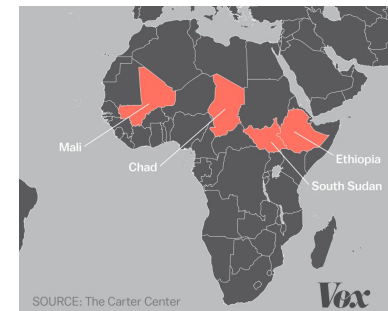 Mali
Chad
Ethiopia
South Sudan
SOURCE: The Carter Center
Vox